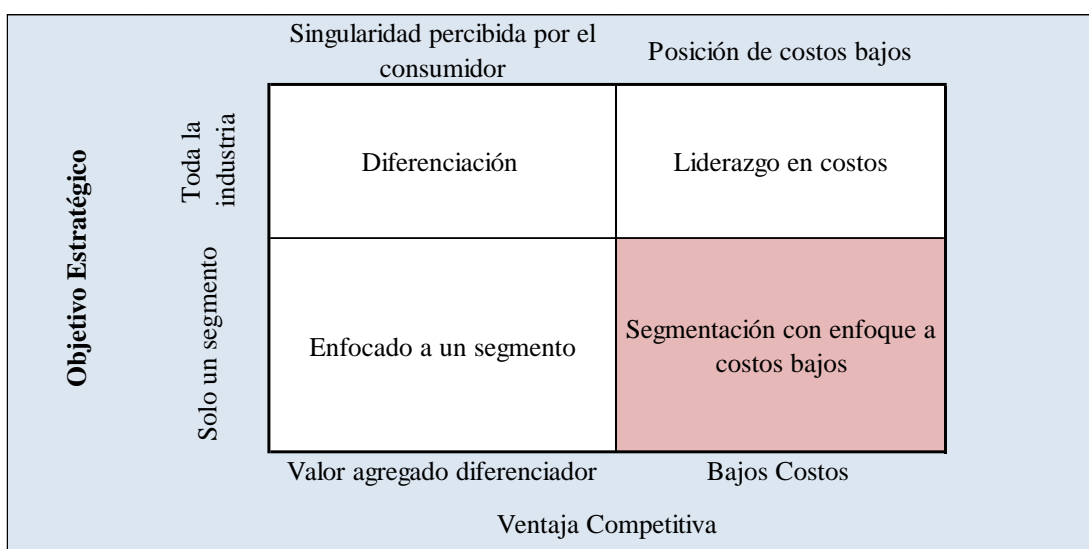 Singularidad percibida por el
consumidor
Posición de costos bajos
Objetivo Estratégico
Toda la
industria
Diferenciación
Liderazgo en costos
Solo un segmento
Enfocado a un segmento
Segmentación con enfoque a
costos bajos
Valor agregado diferenciador
Bajos Costos
Ventaja Competitiva